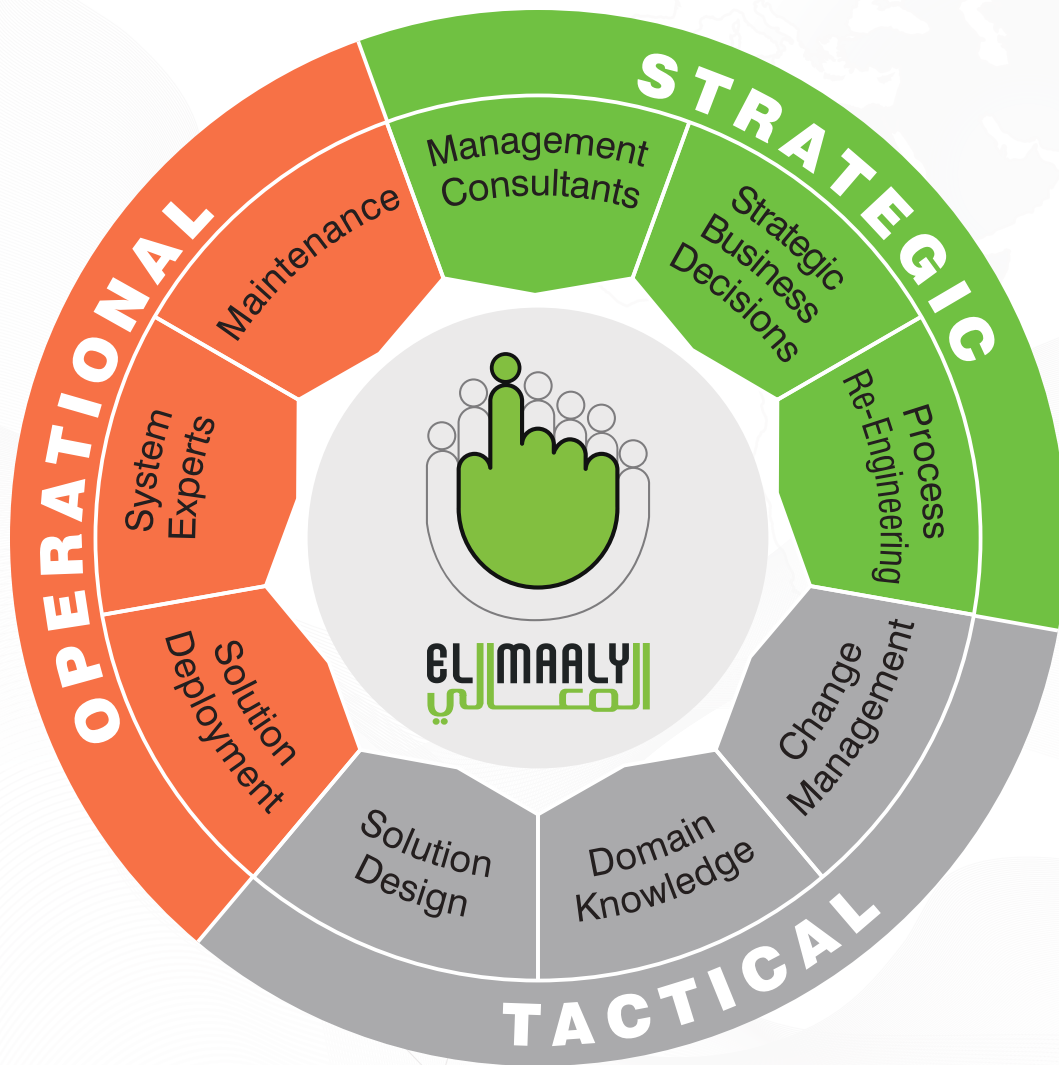 STRATEGIC
Management
Consultants
Strategic
Business
Decisions
Process
Re-Engineering
TACTICAL
Change
Management
Domain
Knowledge
Solution
Design
OPERATIONAL
Solution
Deployment
System
Experts
Maintenance
EL MAALY
المعالي